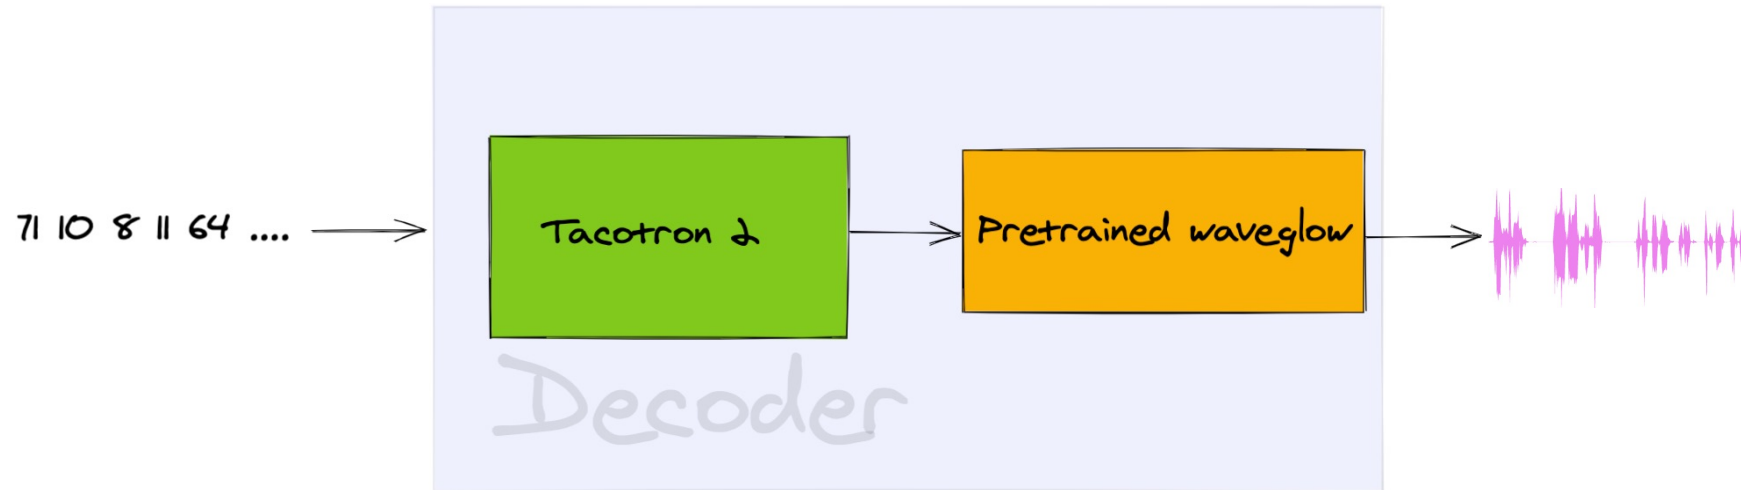 71 10 8 11 64 ....
Tacotron 2
Pretrained waveglow
Decoder